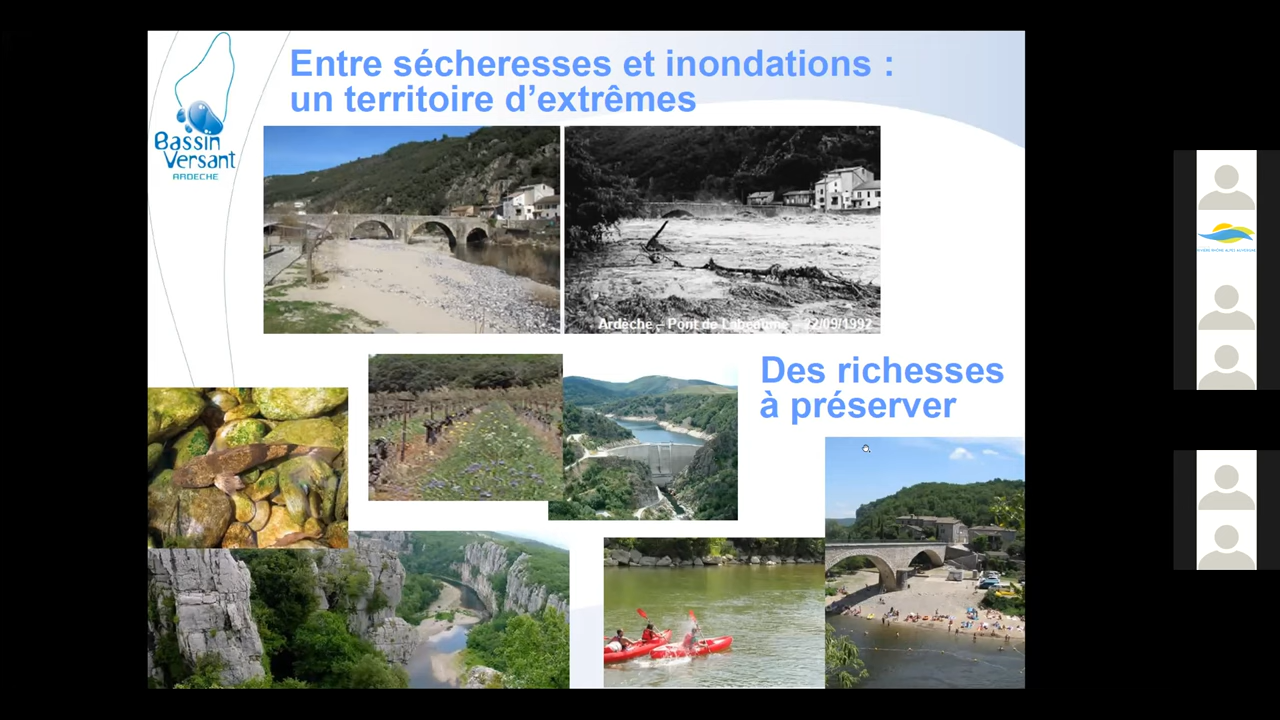 Entre sécheresses et inondations :
un territoire d'extrêmes
Bassin
Versant
ARDECHE
Ardèche – Pont de Labeaume – 22/09/1992
Des richesses
à préserver